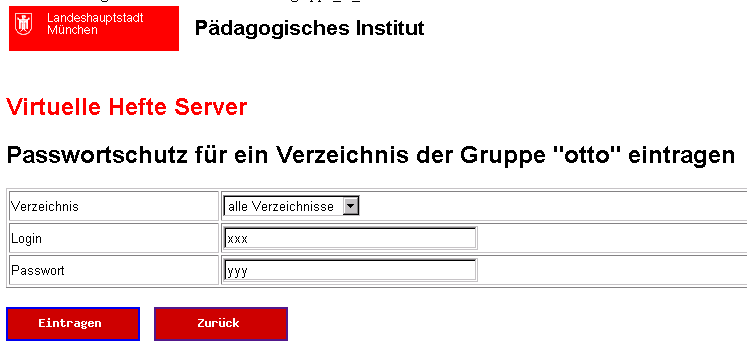 Landeshauptstadt
München
Pädagogisches Institut
Virtuelle Hefte Server
Passwortschutz für ein Verzeichnis der Gruppe "otto" eintragen
Verzeichnis alle Verzeichnisse
Login xxx
Passwort yyy
Eintragen Zurück